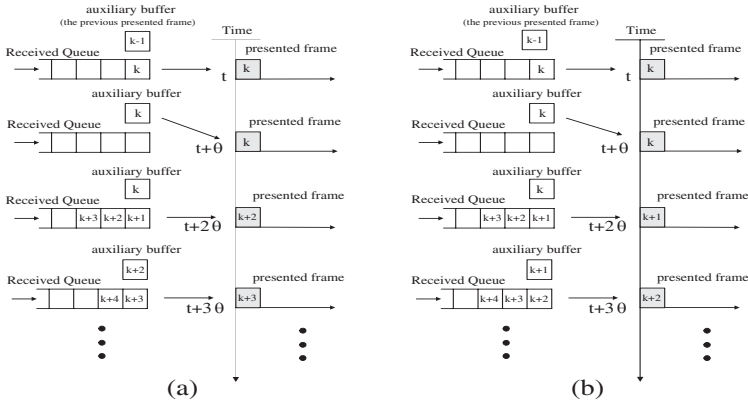 auxiliary buffer
(the previous presented frame)
Time
k-1
Received Queue
presented frame
k
t
k
auxiliary buffer
Received Queue
k
presented frame
t+θ
k
auxiliary buffer
Received Queue
k
presented frame
k+3 k+2 k+1
t+2θ
k+2
auxiliary buffer
Received Queue
k+2
presented frame
k+4 k+3
t+3θ
k+3
(a)
auxiliary buffer
(the previous presented frame)
Time
k-1
Received Queue
presented frame
k
t
k
auxiliary buffer
Received Queue
k
presented frame
t+θ
k
auxiliary buffer
Received Queue
k
presented frame
k+3 k+2 k+1
t+2θ
k+1
auxiliary buffer
Received Queue
k+1
presented frame
k+4 k+3 k+2
t+3θ
k+2
(b)